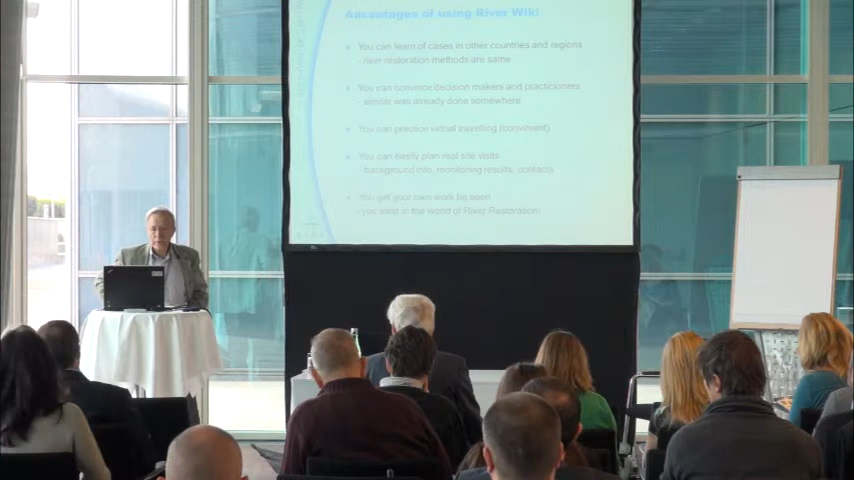 Advantages of using River Wiki
You can learn of cases in other countries and regions
- river restoration methods are same
You can convence decision makers and practicioners
- similar was already done somewhere
You can practice virtual travelling (convinient)
You can easily plan real site visits
- background info, monitoring results, contacts
You get your own work be seen
- you exist in the world of River Restoration!